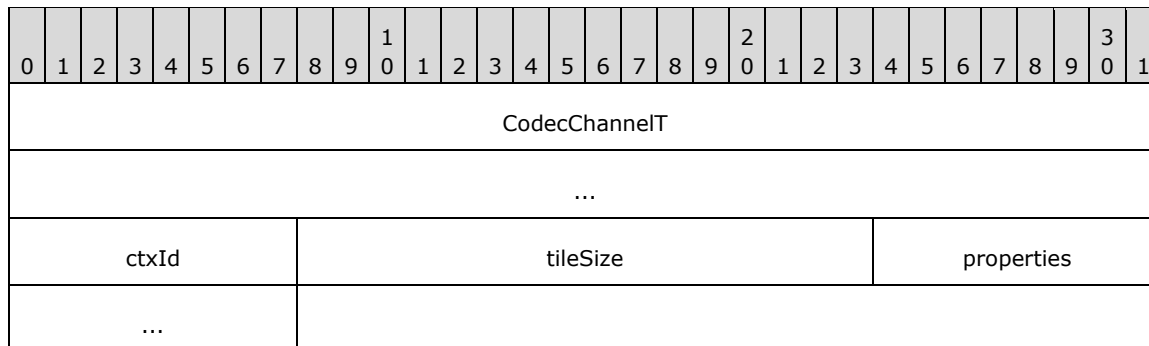 1 2 3
0 1 2 3 4 5 6 7 8 9 0 1 2 3 4 5 6 7 8 9 0 1 2 3 4 5 6 7 8 9 0 1
CodecChannelT
...
ctxId tileSize properties
...